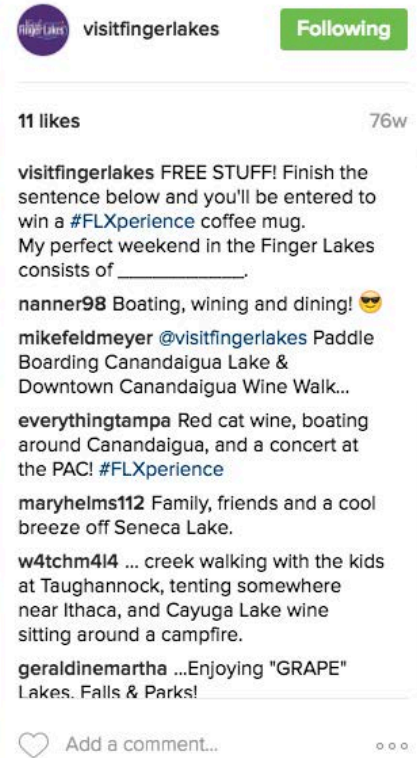 Finger Lakes
visitfingerlakes
Following
11 likes
76w
visitfingerlakes FREE STUFF! Finish the
sentence below and you'll be entered to
win a #FLXperience coffee mug.
My perfect weekend in the Finger Lakes
consists of ____________.
nanner98 Boating, wining and dining! 😎
mikefeldmeyer @visitfingerlakes Paddle
Boarding Canandaigua Lake &
Downtown Canandaigua Wine Walk...
everythingtampa Red cat wine, boating
around Canandaigua, and a concert at
the PAC! #FLXperience
maryhelms112 Family, friends and a cool
breeze off Seneca Lake.
w4tchm4l4 ... creek walking with the kids
at Taughannock, tenting somewhere
near Ithaca, and Cayuga Lake wine
sitting around a campfire.
geraldinemartha ...Enjoying "GRAPE"
Lakes, Falls & Parks!
Add a comment...